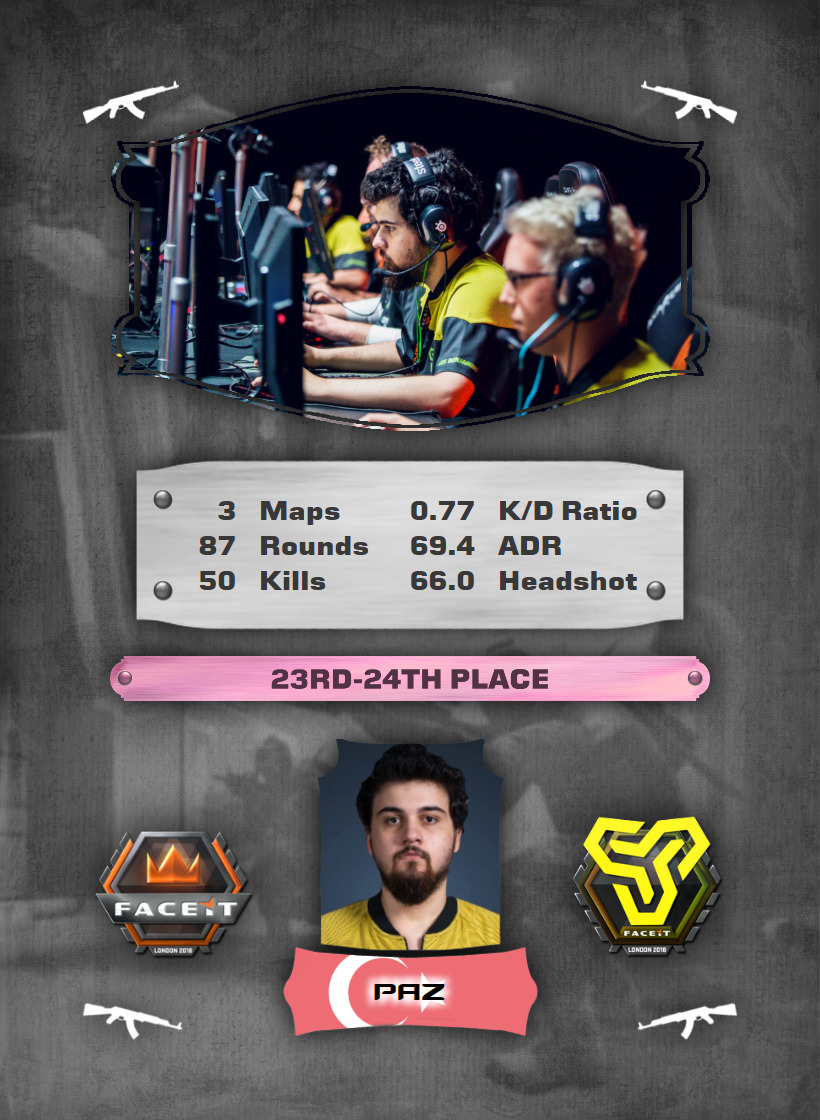 steel
3 Maps 0.77 K/D Ratio
87 Rounds 69.4 ADR
50 Kills 66.0 Headshot
23RD-24TH PLACE
FACEIT
LONDON 2018
FACEIT
LONDON 2018
PAZ